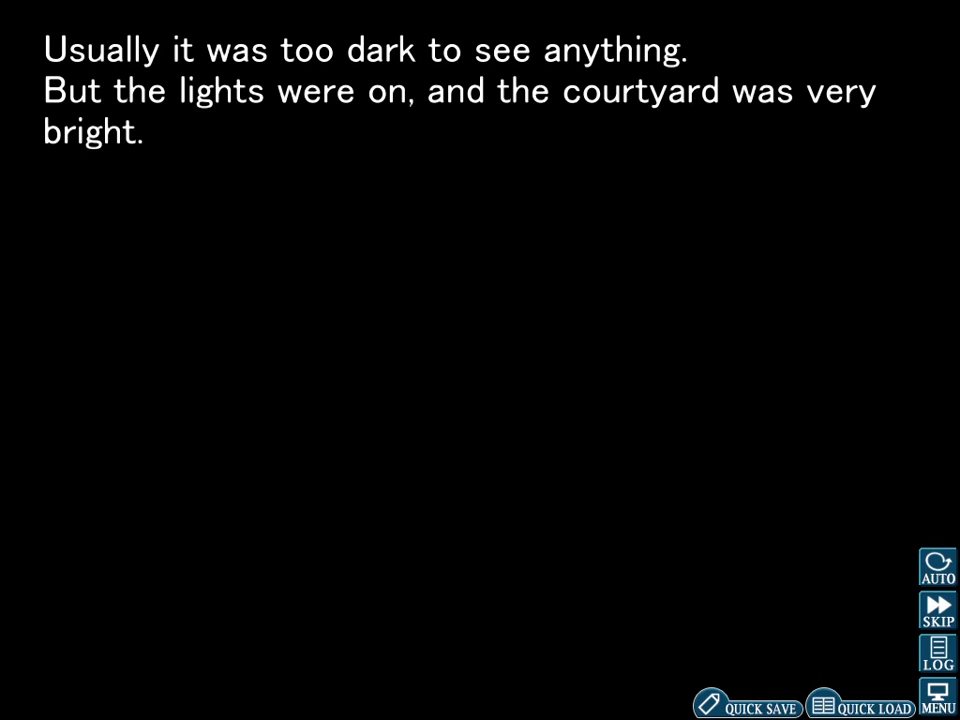 Usually it was too dark to see anything.
But the lights were on, and the courtyard was very
bright.
AUTO
SKIP
LOG
QUICK SAVE
QUICK LOAD
MENU